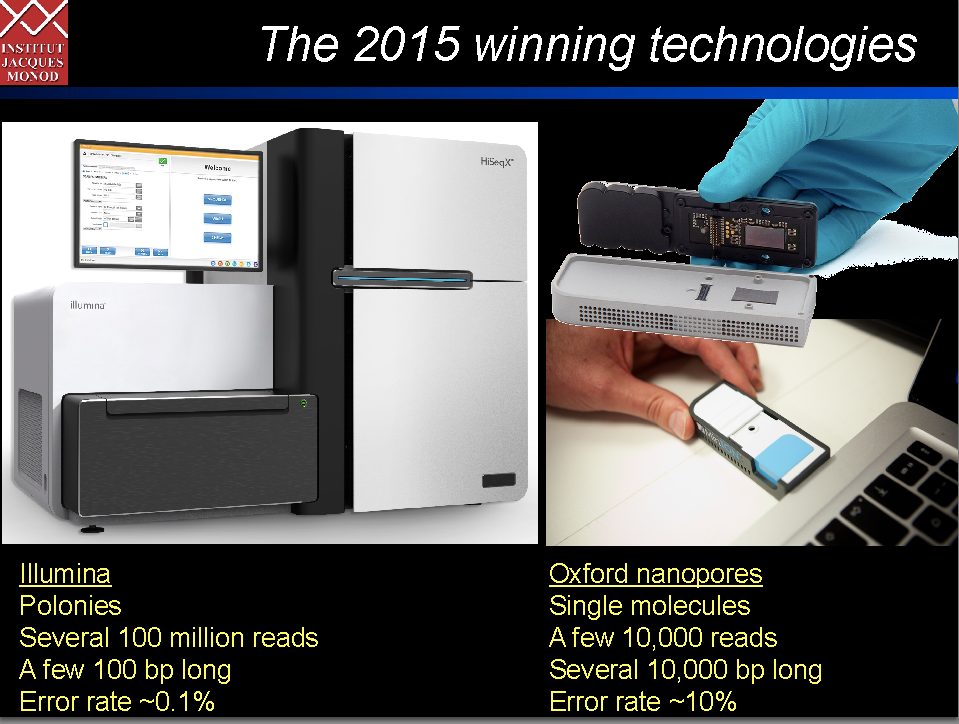 INSTITUT
JACQUES
MONOD
The 2015 winning technologies
Welcome
HiSeqX™
illumina
Illumina
Polonies
Several 100 million reads
A few 100 bp long
Error rate ~0.1%
Oxford nanopores
Single molecules
A few 10,000 reads
Several 10,000 bp long
Error rate ~10%